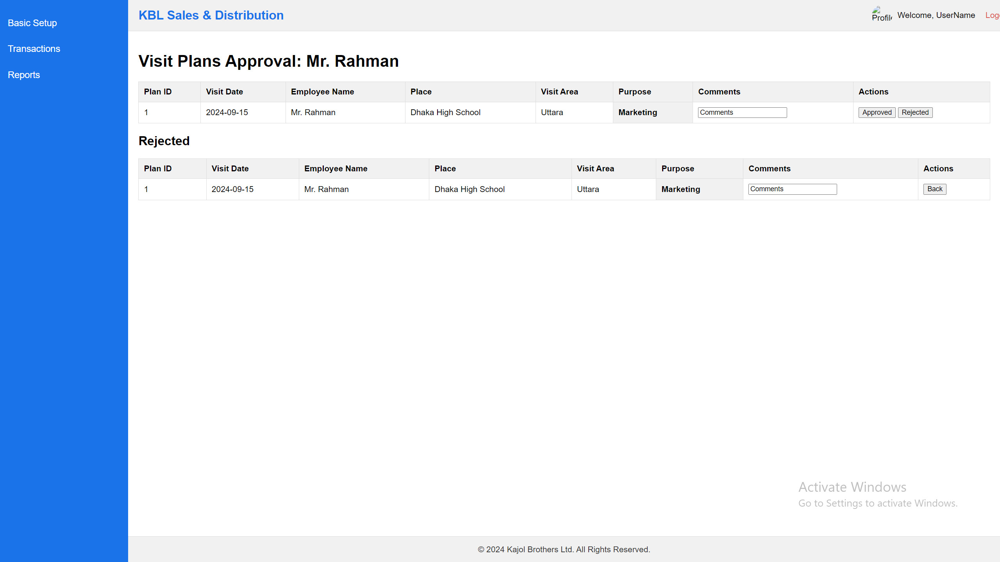 Basic Setup
Transactions
Reports
KBL Sales & Distribution
Welcome, UserName
Visit Plans Approval: Mr. Rahman
Plan ID Visit Date Employee Name Place Visit Area Purpose Comments Actions
1 2024-09-15 Mr. Rahman Dhaka High School Uttara Marketing Comments Approved Rejected
Rejected
Plan ID Visit Date Employee Name Place Visit Area Purpose Comments Actions
1 2024-09-15 Mr. Rahman Dhaka High School Uttara Marketing Comments Back
Activate Windows
Go to Settings to activate Windows.
© 2024 Kajol Brothers Ltd. All Rights Reserved.